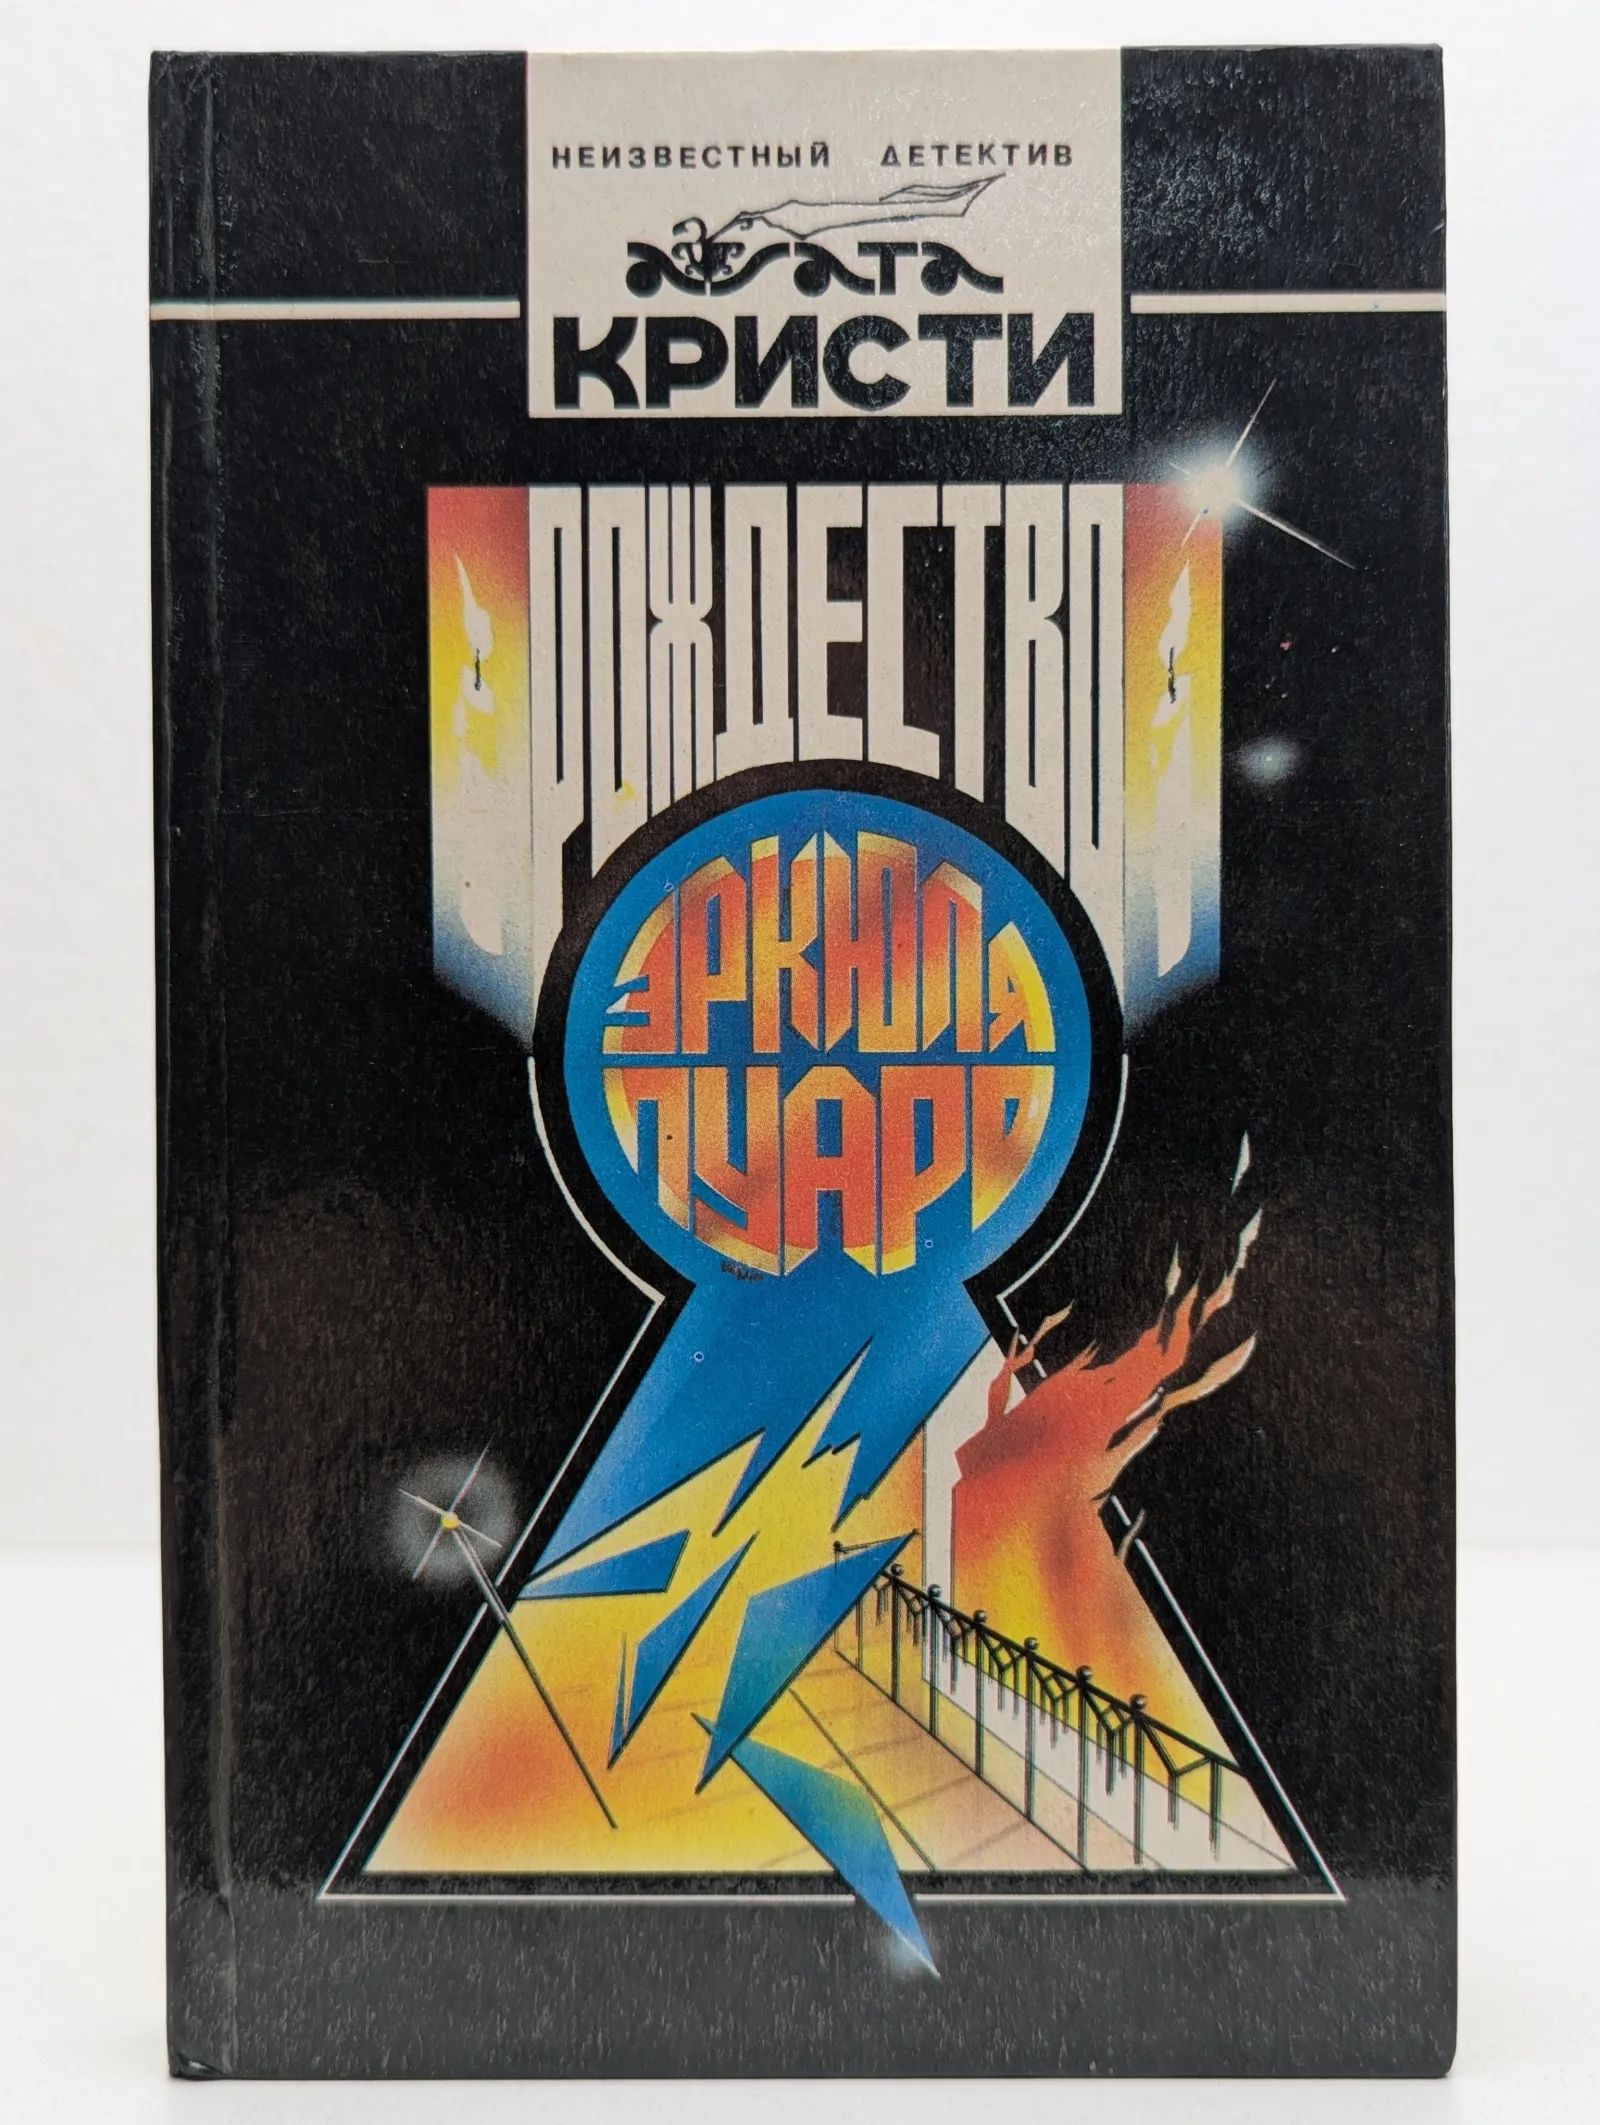 НЕИЗВЕСТНЫЙ ДЕТЕКТИВ
агата
КРИСТИ
РОЖДЕСТВО
ЭРКЮЛЯ
ПУАРО